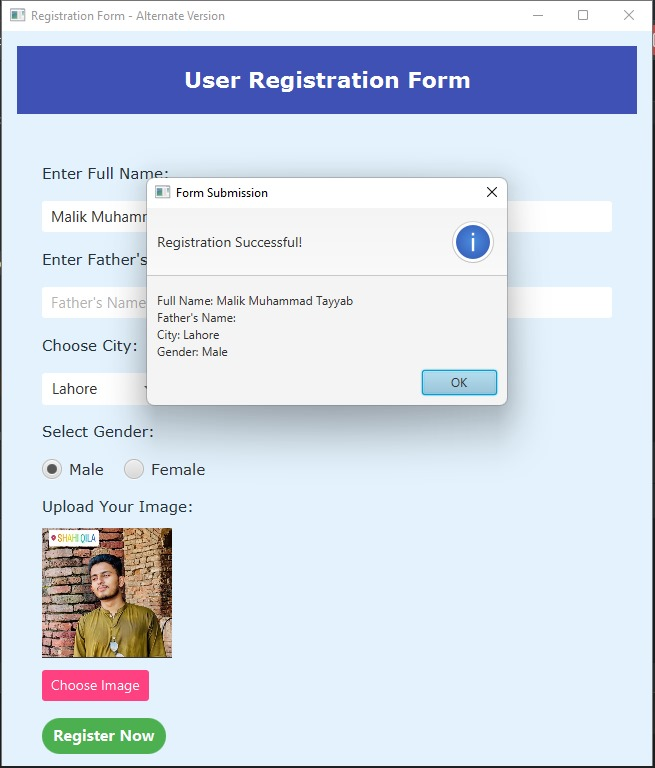 Registration Form - Alternate Version
User Registration Form
Enter Full Name:
Malik Muhamm
Enter Father's
Father's Name
Choose City:
Lahore
Select Gender:
Male
Female
Upload Your Image:
SHAHI QILA
Choose Image
Register Now
Form Submission
Registration Successful!
Full Name: Malik Muhammad Tayyab
Father's Name:
City: Lahore
Gender: Male
OK